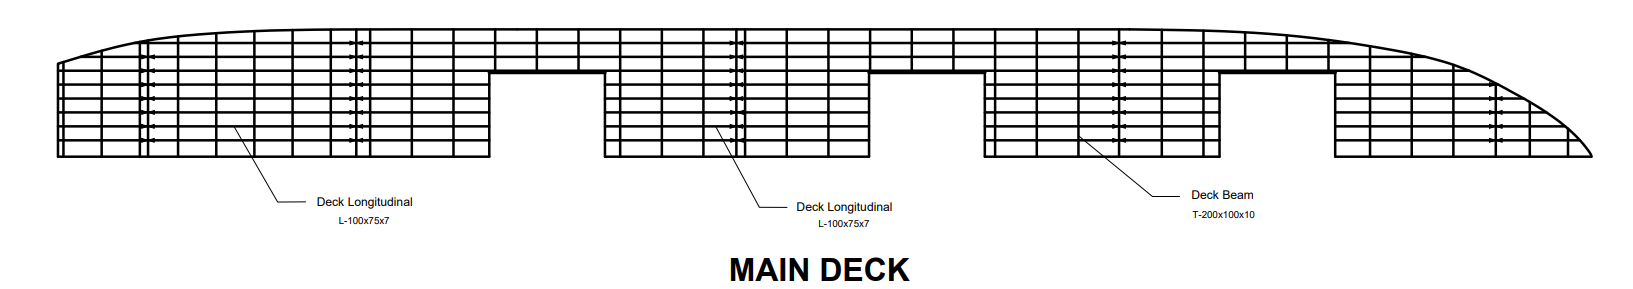 Deck Longitudinal
L-100x75x7
Deck Longitudinal
L-100x75x7
Deck Beam
T-200x100x10
MAIN DECK